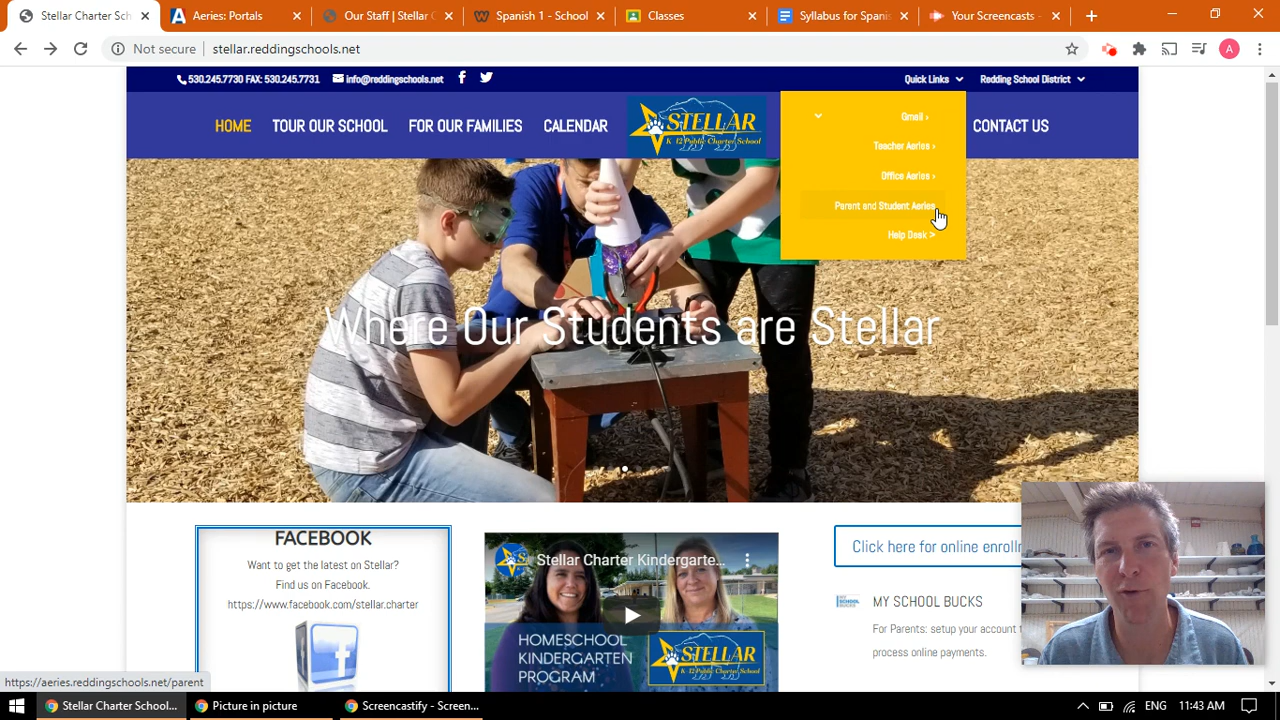 Stellar Charter Sch
Aeries: Portals
Our Staff | Stellar C
Spanish 1 - School
Classes
Syllabus for Spanis
Your Screencasts -
Not secure
stellar.reddingschools.net
A
530.245.7730 FAX: 530.245.7731
info@reddingschools.net
Quick Links
Redding School District
HOME
TOUR OUR SCHOOL
FOR OUR FAMILIES
CALENDAR
STELLAR
K-12 Public Charter School
CONTACT US
Gmail ›
Teacher Aeries ›
Office Aeries ›
Parent and Student Aeries
Help Desk >
Where Our Students are Stellar
FACEBOOK
Want to get the latest on Stellar?
Find us on Facebook.
https://www.facebook.com/stellar.charter
Stellar Charter Kindergarte...
HOMESCHOOL
KINDERGARTEN
PROGRAM
STELLAR
K-12 Public Charter School
Click here for online enrollm
MY SCHOOL BUCKS
For Parents; setup your account t
process online payments.
https://aeries.reddingschools.net/parent
Stellar Charter School...
Picture in picture
Screencastify - Screen...
ENG
11:43 AM